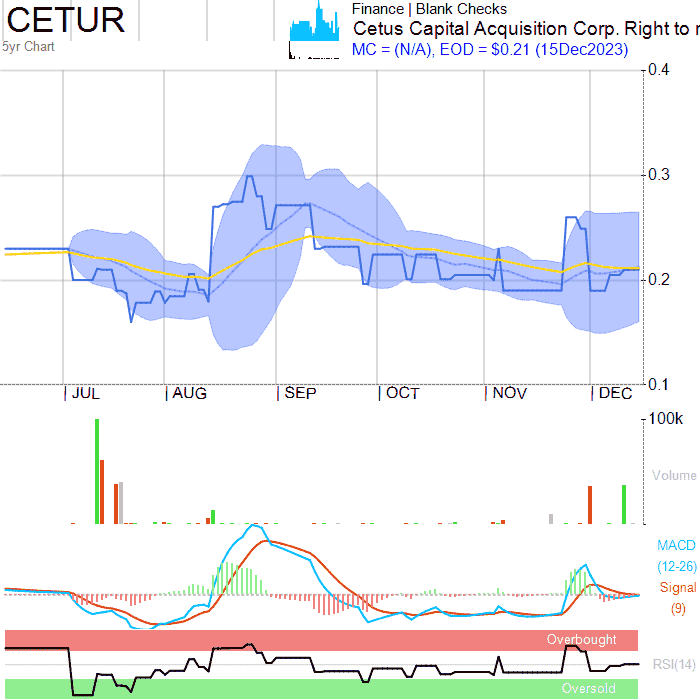 CETUR
5yr Chart
Finance | Blank Checks
Cetus Capital Acquisition Corp. Right to r
MC = (N/A), EOD = $0.21 (15Dec2023)
0.4
0.3
0.2
0.1
JUL AUG SEP OCT NOV DEC
100k
Volume
MACD
(12-26)
Signal
(9)
Overbought
RSI(14)
Oversold